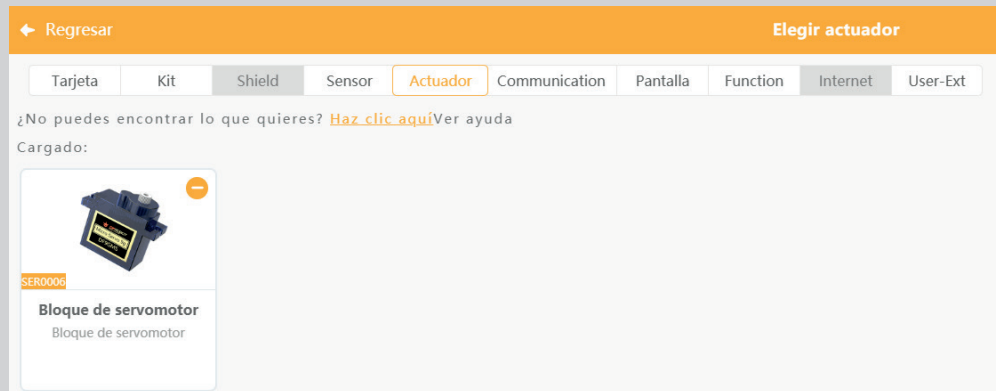 Regresar
Elegir actuador
Tarjeta Kit Shield Sensor Actuador Communication Pantalla Function Internet User-Ext
¿No puedes encontrar lo que quieres? Haz clic aquíVer ayuda
Cargado:
SER0006
Bloque de servomotor
Bloque de servomotor